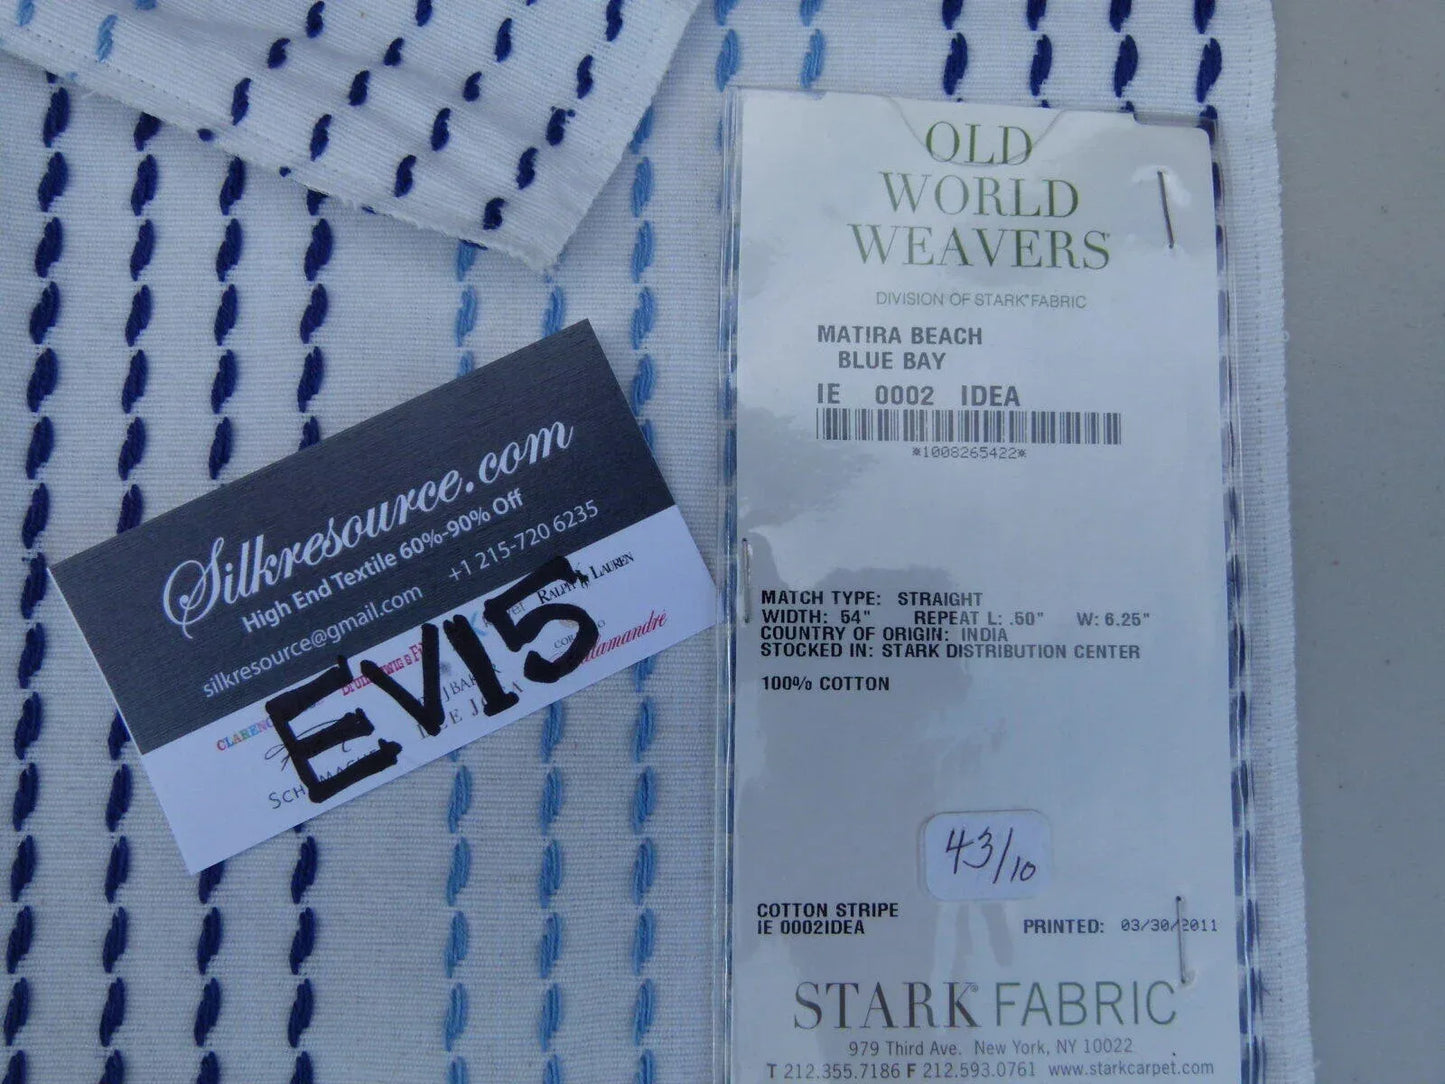 OLD
WORLD
WEAVERS
DIVISION OF STARK® FABRIC
MATIRA BEACH
BLUE BAY
IE 0002 IDEA
*1008265422*
MATCH TYPE: STRAIGHT
WIDTH: 54" REPEAT L: .50" W: 6.25"
COUNTRY OF ORIGIN: INDIA
STOCKED IN: STARK DISTRIBUTION CENTER
100% COTTON
43/10
COTTON STRIPE
IE 0002IDEA PRINTED: 03/30/2011
STARK® FABRIC
979 Third Ave. New York, NY 10022
T 212.355.7186 F 212.593.0761 www.starkcarpet.com
Silkresource.com
High End Textile 60%-90% Off
silkresource@gmail.com +1 215-720 6235
RALPH LAUREN
EV15